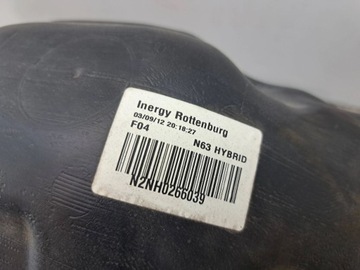 Inergy Rottenburg
03/09/12 20:18:27
F04
N63 HYBRID
N2NH0266039